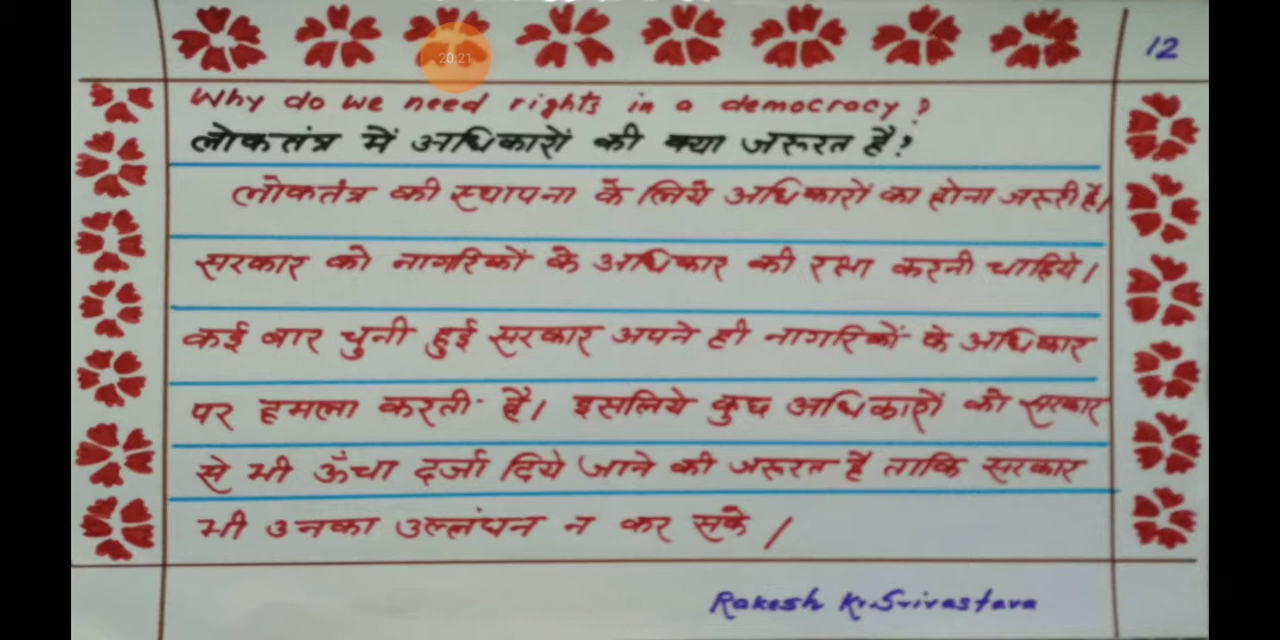 20:21
12
Why do we need rights in a democracy?
लोकतंत्र में अधिकारों की क्या जरूरत है?
लोकतंत्र की स्थापना के लिये अधिकारों का होना जरूरी है।
सरकार को नागरिकों के अधिकार की रक्षा करनी चाहिये।
कई बार चुनी हुई सरकार अपने ही नागरिकों के अधिकार
पर हमला करती है। इसलिये कुछ अधिकारों को सरकार
से भी ऊँचा दर्जा दिये जाने की जरूरत है ताकि सरकार
भी उनका उल्लंघन न कर सके।
Rakesh Kr. Srivastava